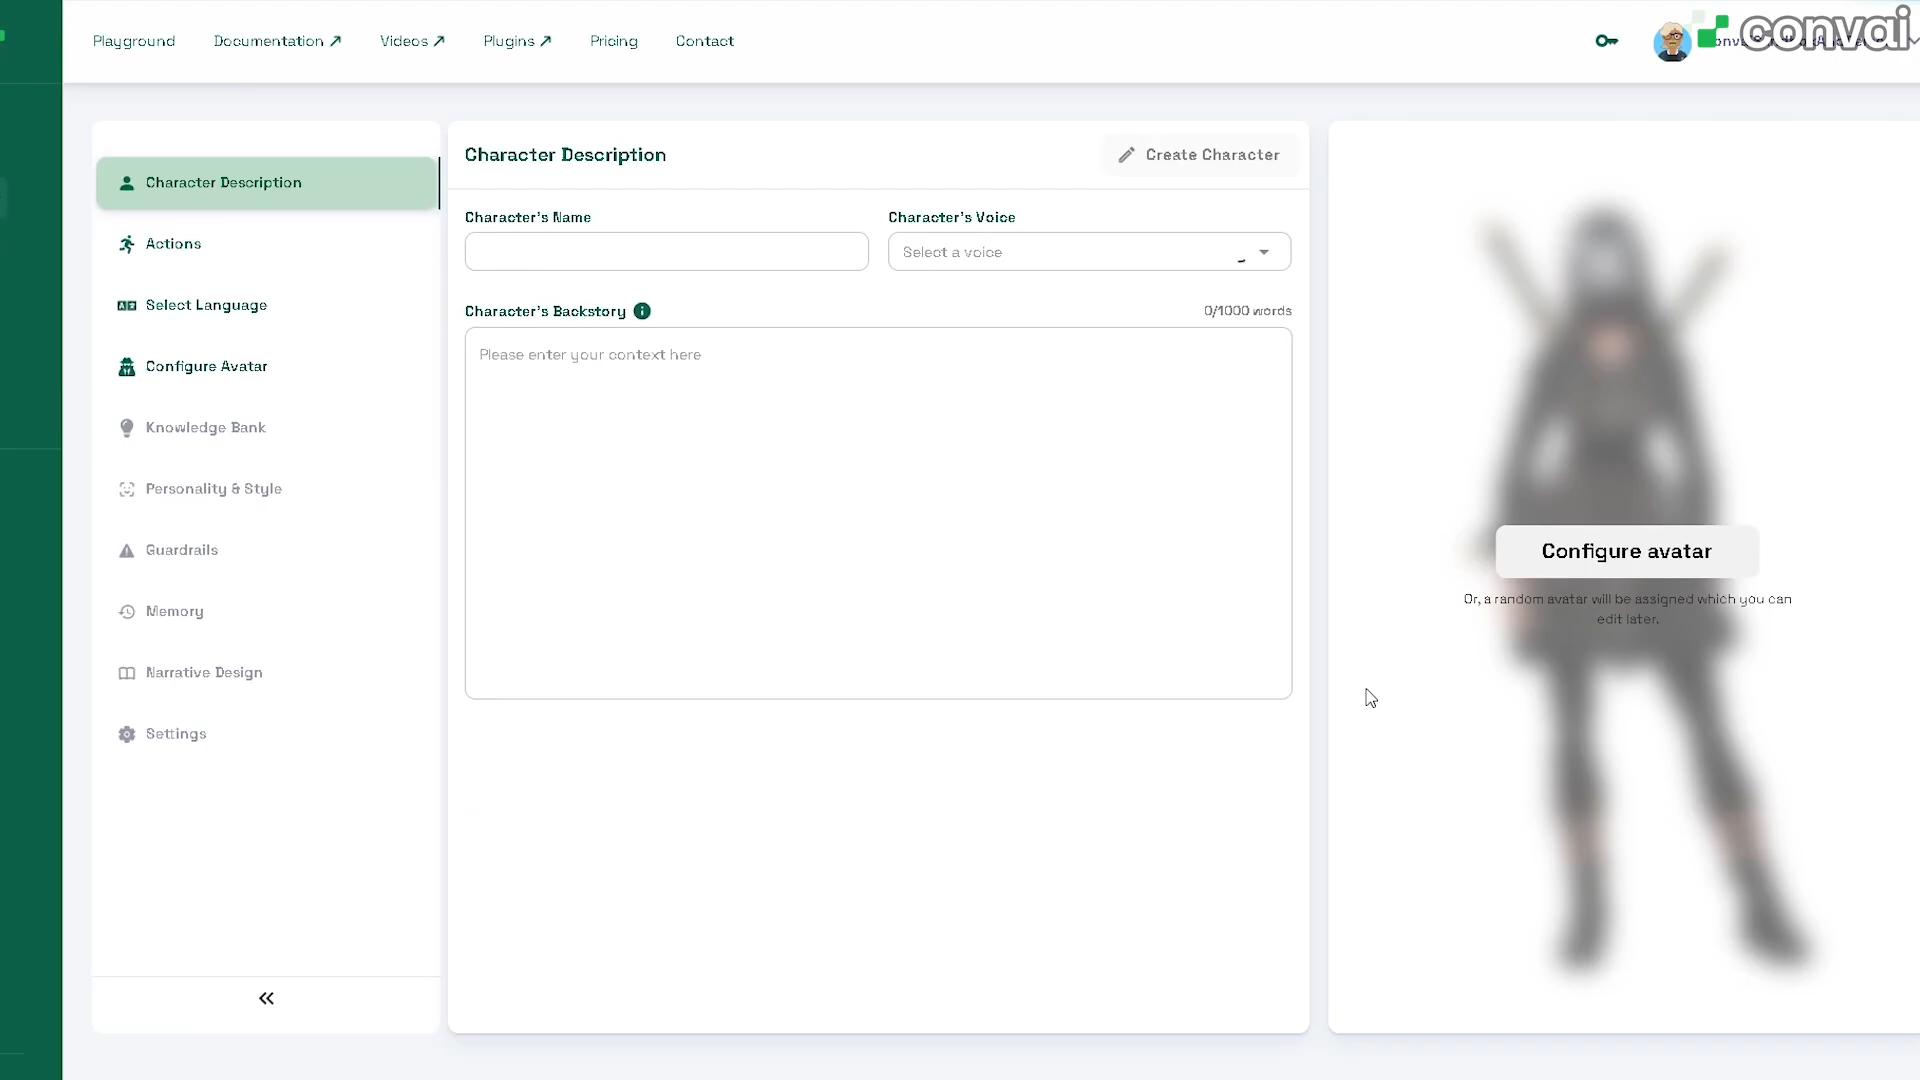 Playground
Documentation ↗
Videos ↗
Plugins ↗
Pricing
Contact
convai
Character Description
Actions
Select Language
Configure Avatar
Knowledge Bank
Personality & Style
Guardrails
Memory
Narrative Design
Settings
Character Description
Create Character
Character's Name
Character's Voice
Select a voice
Character's Backstory
0/1000 words
Please enter your context here
Configure avatar
Or, a random avatar will be assigned which you can
edit later.